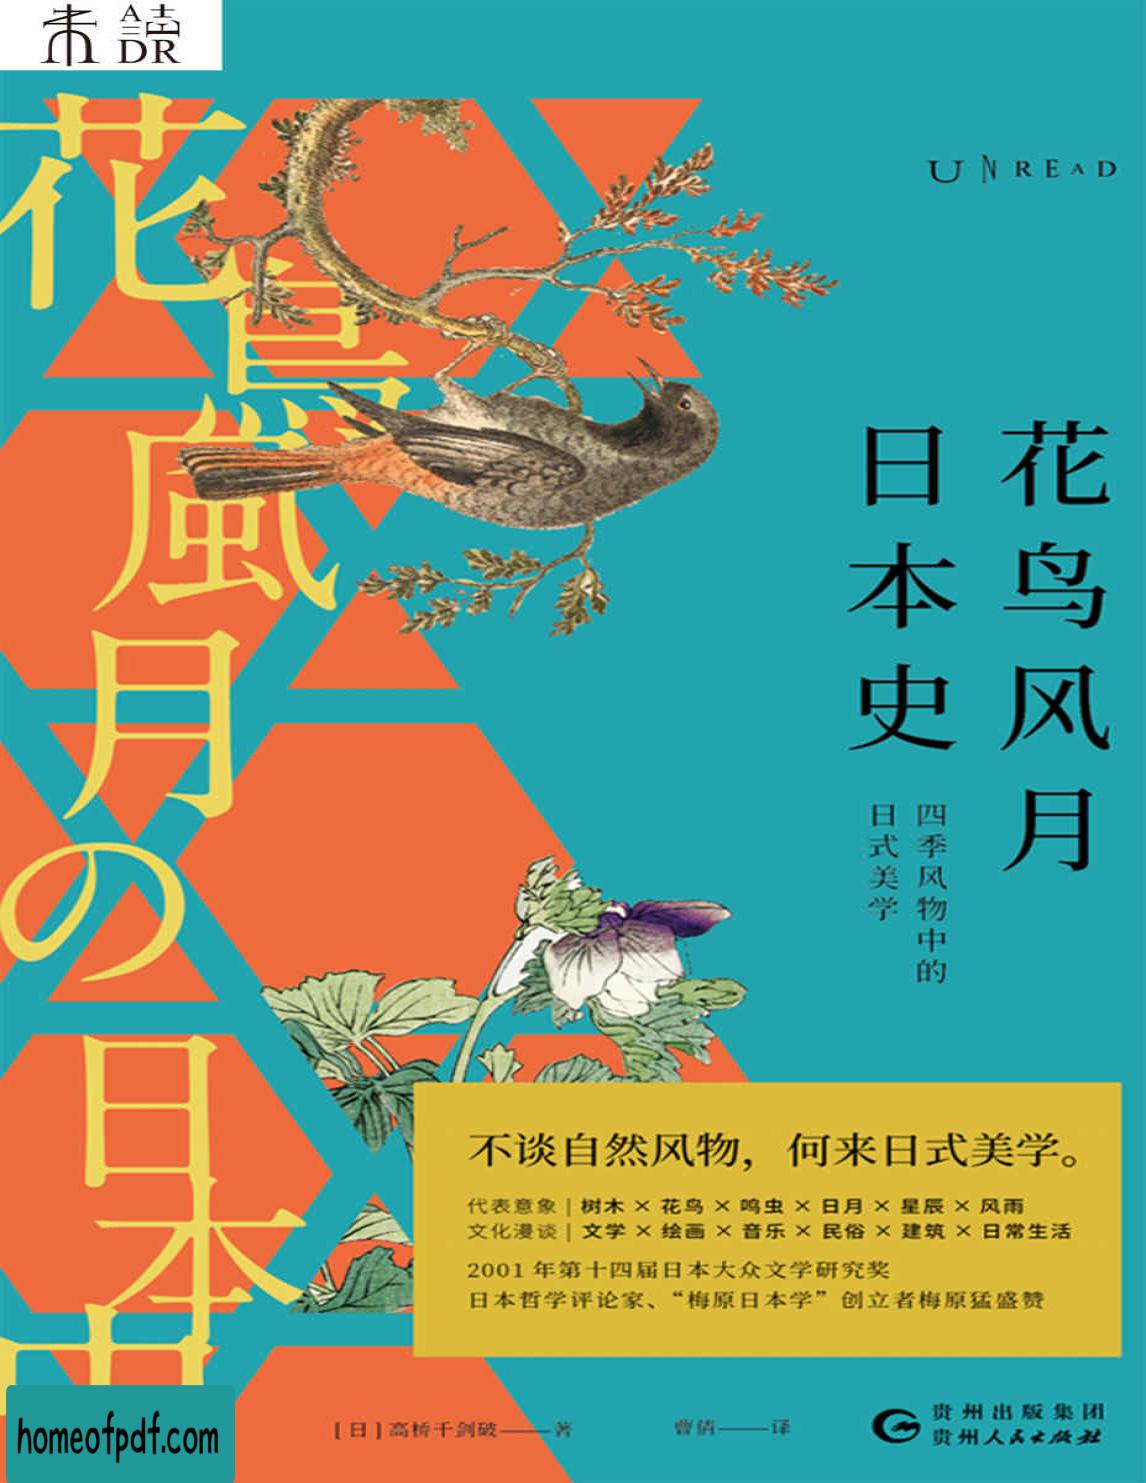 未讀
UNREAD
花鳥風月の日本史
花鸟风月
日本史
四季风物中的
日式美学
不谈自然风物，何来日式美学。
代表意象 | 树木 × 花鸟 × 鸣虫 × 日月 × 星辰 × 风雨
文化漫谈 | 文学 × 绘画 × 音乐 × 民俗 × 建筑 × 日常生活
2001 年第十四届日本大众文学研究奖
日本哲学评论家、“梅原日本学”创立者梅原猛盛赞
[日] 高桥千剑破——著
曹倩——译
贵州出版集团
贵州人民出版社
homeofpdf.com